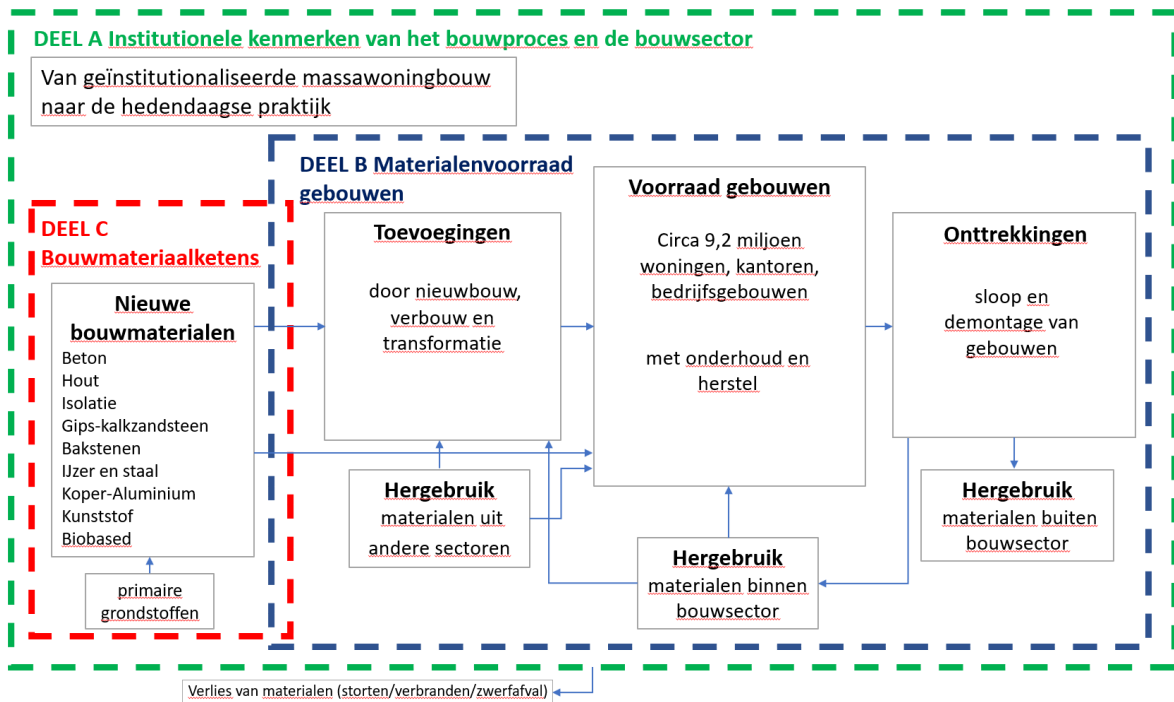 DEEL A Institutionele kenmerken van het bouwproces en de bouwsector
Van geïnstitutionaliseerde massawoningbouw
naar de hedendaagse praktijk
DEEL B Materialenvoorraad
gebouwen
DEEL C
Bouwmateriaalketens
Nieuwe
bouwmaterialen
Beton
Hout
Isolatie
Gips-kalkzandsteen
Bakstenen
IJzer en staal
Koper-Aluminium
Kunststof
Biobased
primaire
grondstoffen
Toevoegingen
door nieuwbouw,
verbouw en
transformatie
Hergebruik
materialen uit
andere sectoren
Voorraad gebouwen
Circa 9,2 miljoen
woningen, kantoren,
bedrijfsgebouwen
met onderhoud en
herstel
Hergebruik
materialen binnen
bouwsector
Onttrekkingen
sloop en
demontage van
gebouwen
Hergebruik
materialen buiten
bouwsector
Verlies van materialen (storten/verbranden/zwerfafval)